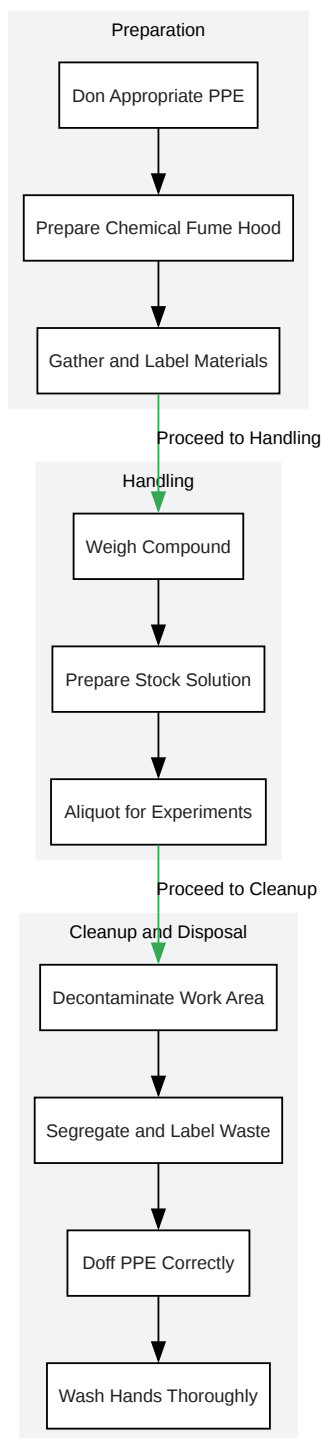 Preparation
Don Appropriate PPE
Prepare Chemical Fume Hood
Gather and Label Materials
Proceed to Handling
Handling
Weigh Compound
Prepare Stock Solution
Aliquot for Experiments
Proceed to Cleanup
Cleanup and Disposal
Decontaminate Work Area
Segregate and Label Waste
Doff PPE Correctly
Wash Hands Thoroughly